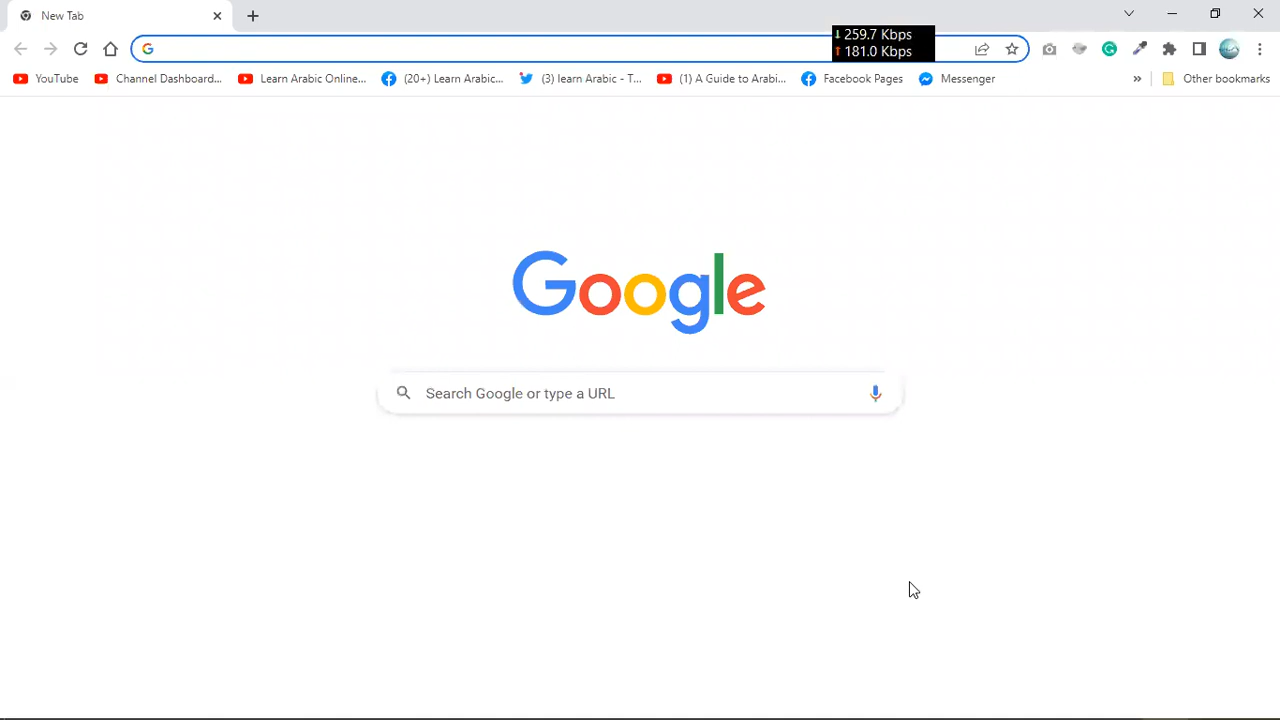 New Tab
259.7 Kbps
181.0 Kbps
YouTube
Channel Dashboard...
Learn Arabic Online...
(20+) Learn Arabic...
(3) learn Arabic - T...
(1) A Guide to Arabi...
Facebook Pages
Messenger
»
Other bookmarks
Google
Search Google or type a URL